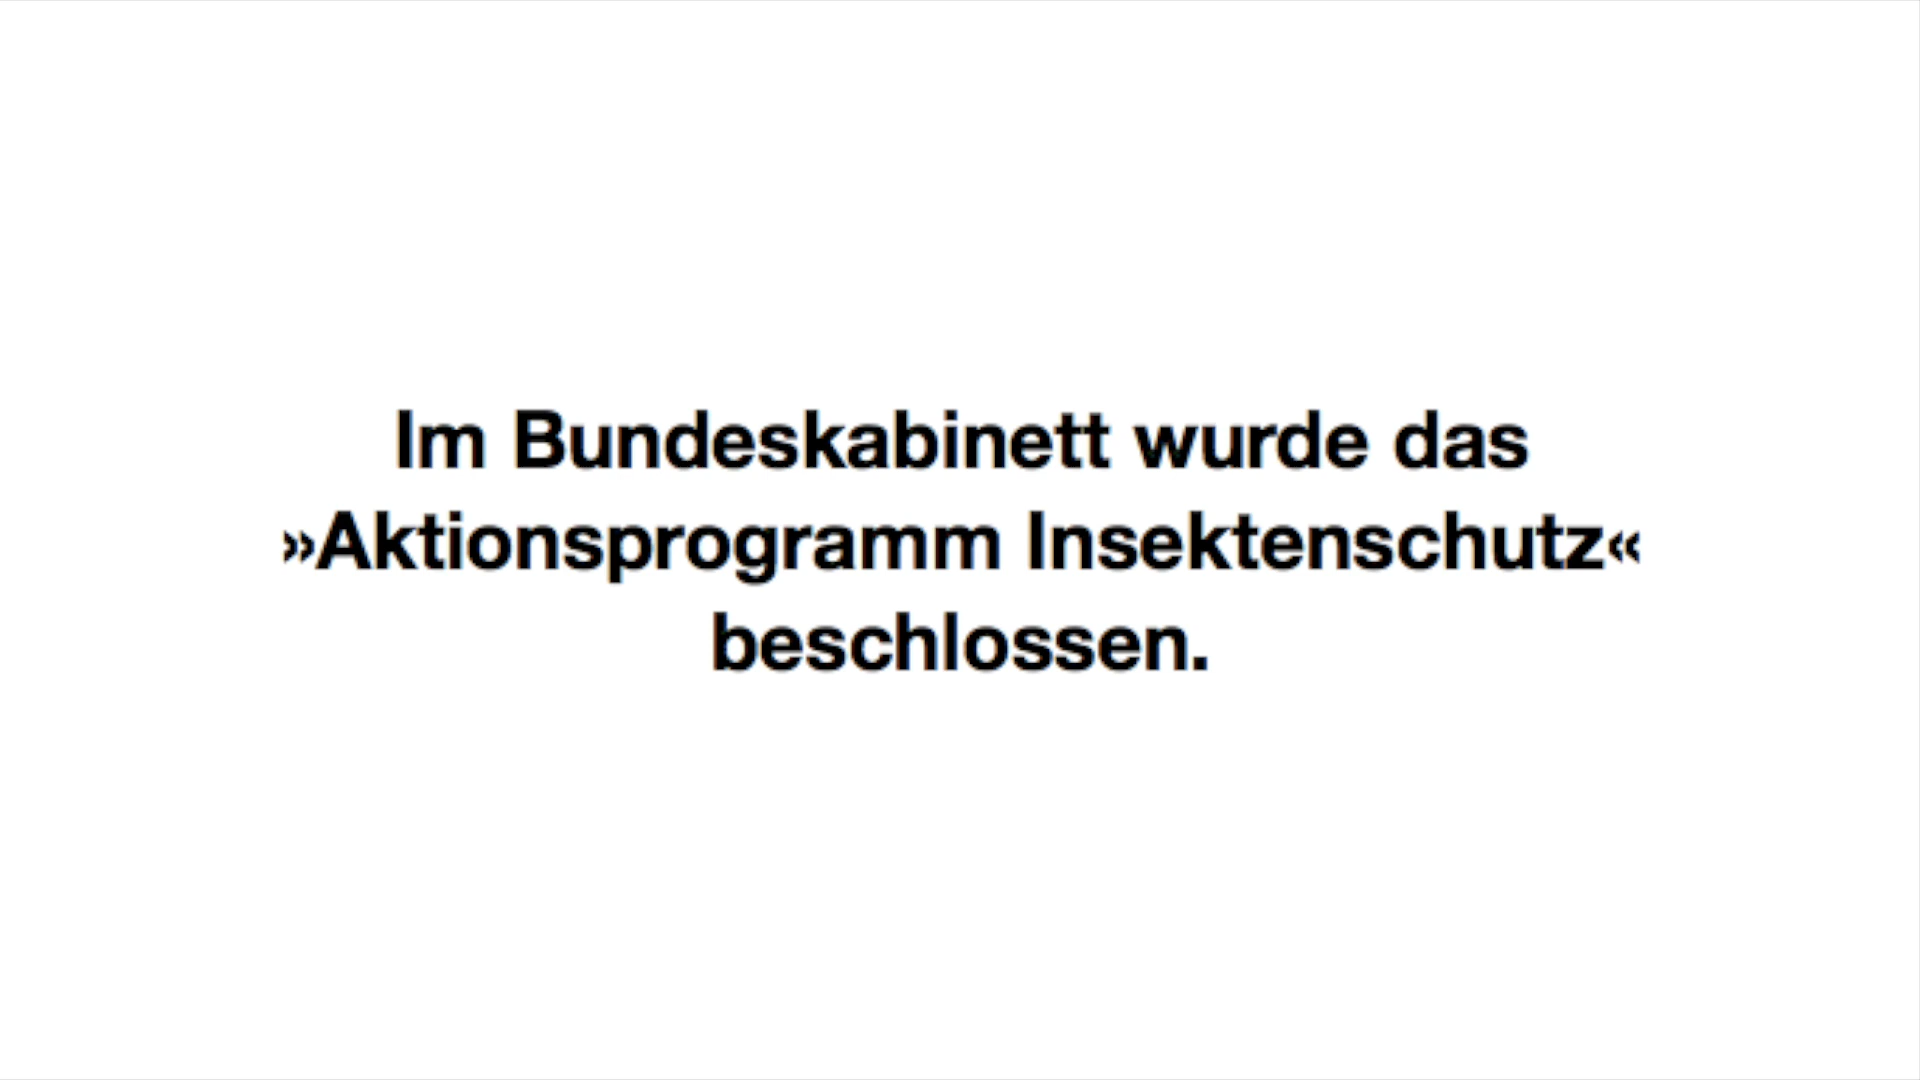 Im Bundeskabinett wurde das
»Aktionsprogramm Insektenschutz«
beschlossen.